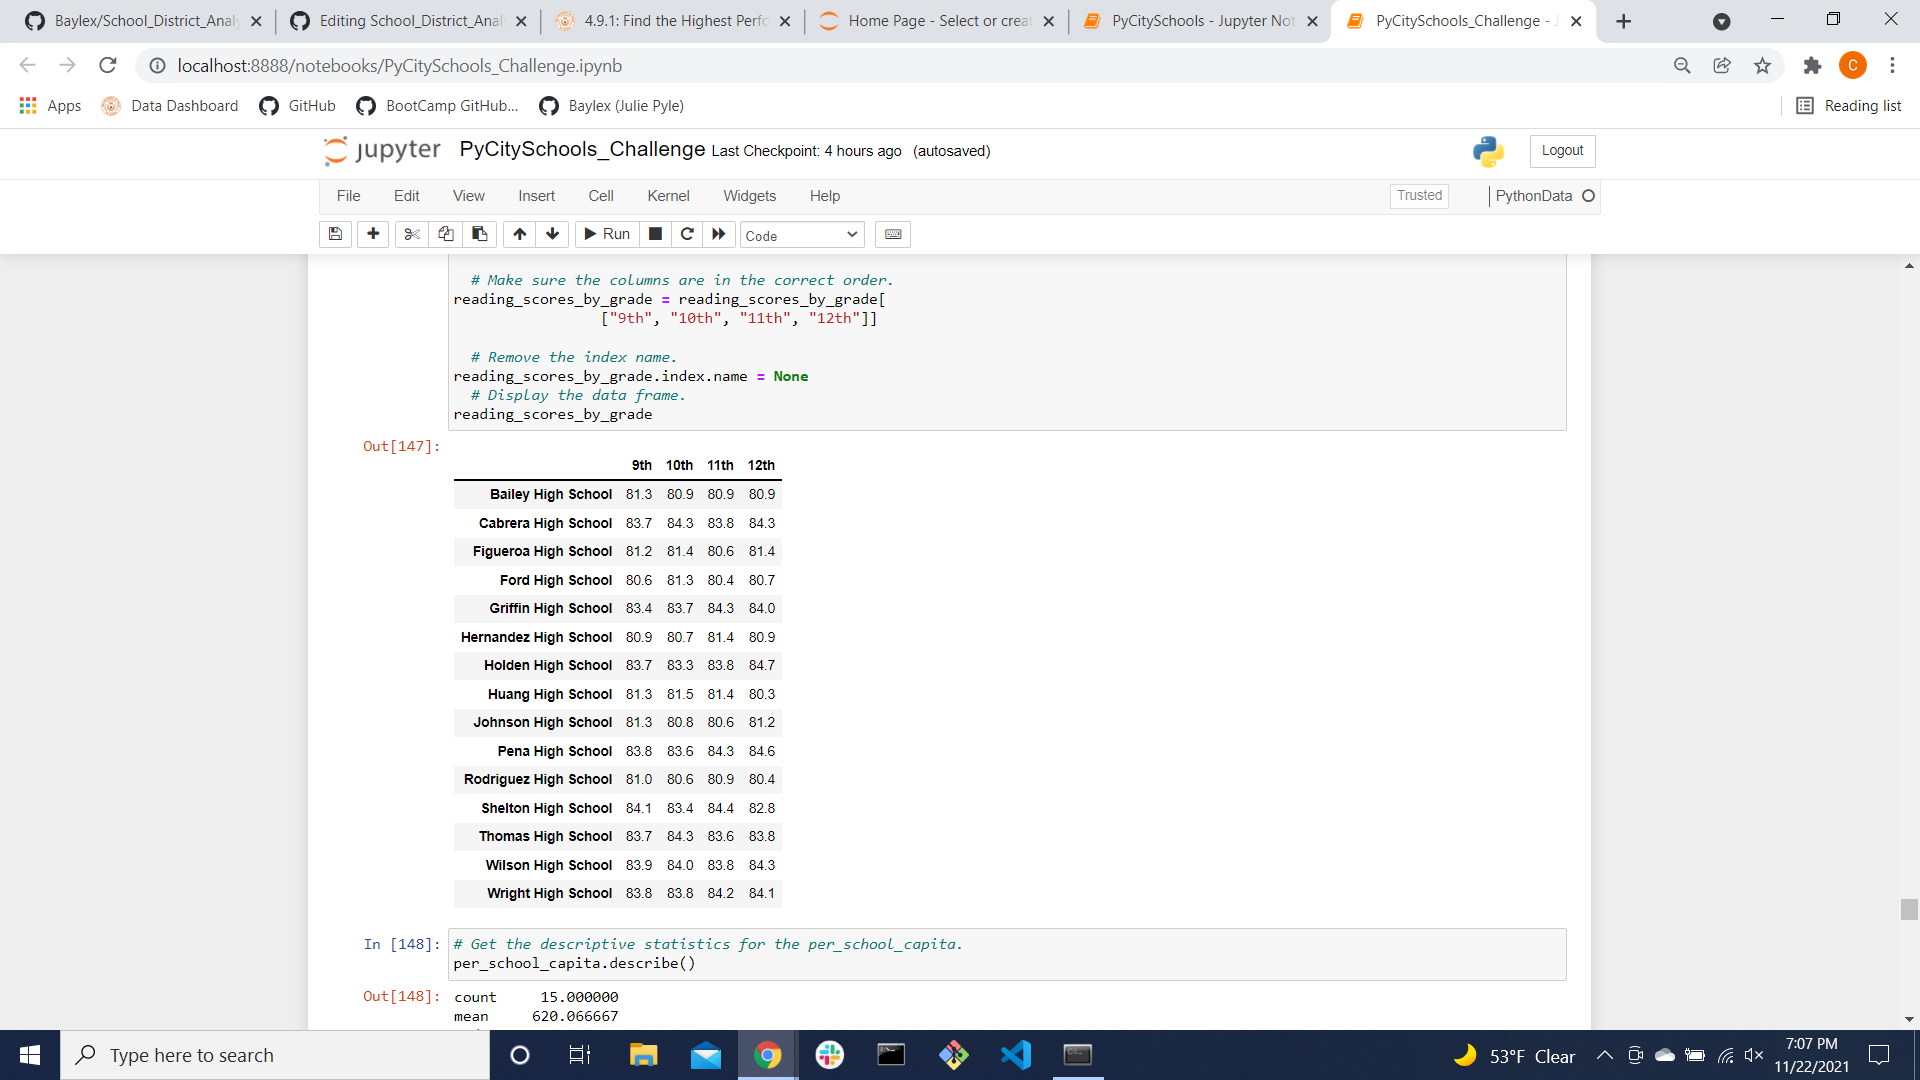 Baylex/School_District_Analy
Editing School_District_Anal
4.9.1: Find the Highest Perfo
Home Page - Select or creat
PyCitySchools - Jupyter Not
PyCitySchools_Challenge - J
localhost:8888/notebooks/PyCitySchools_Challenge.ipynb
C
Apps
Data Dashboard
GitHub
BootCamp GitHub...
Baylex (Julie Pyle)
Reading list
jupyter
PyCitySchools_Challenge Last Checkpoint: 4 hours ago (autosaved)
Logout
File Edit View Insert Cell Kernel Widgets Help
Trusted
PythonData
Run
Code
# Make sure the columns are in the correct order.
reading_scores_by_grade = reading_scores_by_grade[
["9th", "10th", "11th", "12th"]]
# Remove the index name.
reading_scores_by_grade.index.name = None
# Display the data frame.
reading_scores_by_grade
Out[147]:
9th 10th 11th 12th
Bailey High School 81.3 80.9 80.9 80.9
Cabrera High School 83.7 84.3 83.8 84.3
Figueroa High School 81.2 81.4 80.6 81.4
Ford High School 80.6 81.3 80.4 80.7
Griffin High School 83.4 83.7 84.3 84.0
Hernandez High School 80.9 80.7 81.4 80.9
Holden High School 83.7 83.3 83.8 84.7
Huang High School 81.3 81.5 81.4 80.3
Johnson High School 81.3 80.8 80.6 81.2
Pena High School 83.8 83.6 84.3 84.6
Rodriguez High School 81.0 80.6 80.9 80.4
Shelton High School 84.1 83.4 84.4 82.8
Thomas High School 83.7 84.3 83.6 83.8
Wilson High School 83.9 84.0 83.8 84.3
Wright High School 83.8 83.8 84.2 84.1
In [148]: # Get the descriptive statistics for the per_school_capita.
per_school_capita.describe()
Out[148]: count 15.000000
mean 620.066667
Type here to search
53°F Clear
7:07 PM
11/22/2021